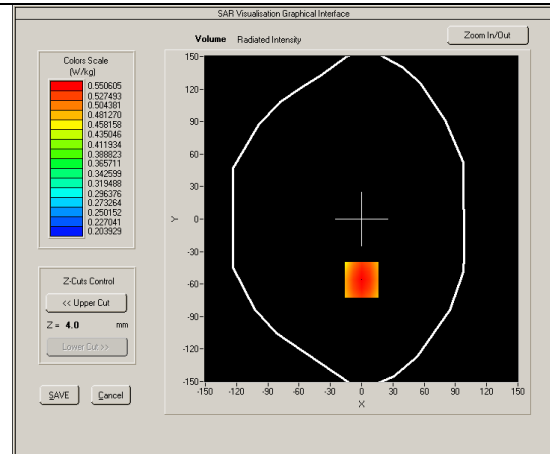 SAR Visualisation Graphical Interface
Volume Radiated Intensity
Zoom In/Out
Colors Scale
(W/kg)
0.550605
0.527493
0.504381
0.481270
0.458158
0.435046
0.411934
0.388823
0.365711
0.342599
0.319488
0.296376
0.273264
0.250152
0.227041
0.203929
Z-Cuts Control
<< Upper Cut
Z = 4.0 mm
Lower Cut >>
SAVE Cancel
150
120
90
60
30
0
-30
-60
-90
-120
-150
Y
-150 -120 -90 -60 -30 0 30 60 90 120 150
X